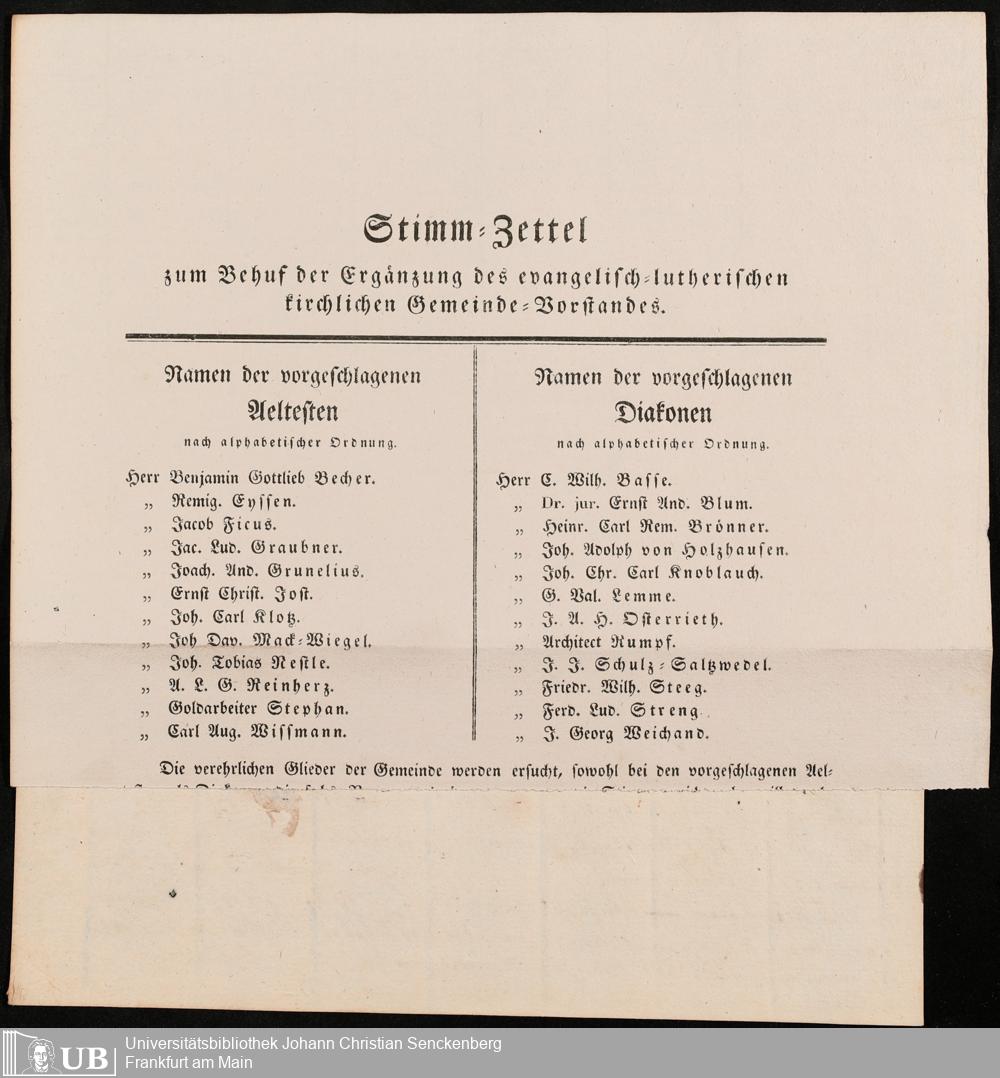 Stimm-Zettel
zum Behuf der Ergänzung des evangelisch-lutherischen
kirchlichen Gemeinde-Vorstandes.
Namen der vorgeschlagenen
Aeltesten
nach alphabetischer Ordnung.
Herr Benjamin Gottlieb Becher.
„ Remig. Eyssen.
„ Jacob Ficus.
„ Jac. Lud. Graubner.
„ Joach. And. Grunelius.
„ Ernst Christ. Jost.
„ Joh. Carl Klotz.
„ Joh Dav. Mack-Wiegel.
„ Joh. Tobias Nestle.
„ A. L. G. Reinherz.
„ Goldarbeiter Stephan.
„ Carl Aug. Wissmann.
Namen der vorgeschlagenen
Diakonen
nach alphabetischer Ordnung.
Herr C. Wilh. Basse.
„ Dr. jur. Ernst And. Blum.
„ Heinr. Carl Rem. Brönner.
„ Joh. Adolph von Holzhausen.
„ Joh. Chr. Carl Knoblauch.
„ G. Val. Lemme.
„ J. A. H. Osterrieth.
„ Architect Rumpf.
„ J. J. Schulz-Saltzwedel.
„ Friedr. Wilh. Steeg.
„ Ferd. Lud. Streng.
„ J. Georg Weichand.
Die verehrlichen Glieder der Gemeinde werden ersucht, sowohl bei den vorgeschlagenen Ael-
UB
Universitätsbibliothek Johann Christian Senckenberg
Frankfurt am Main